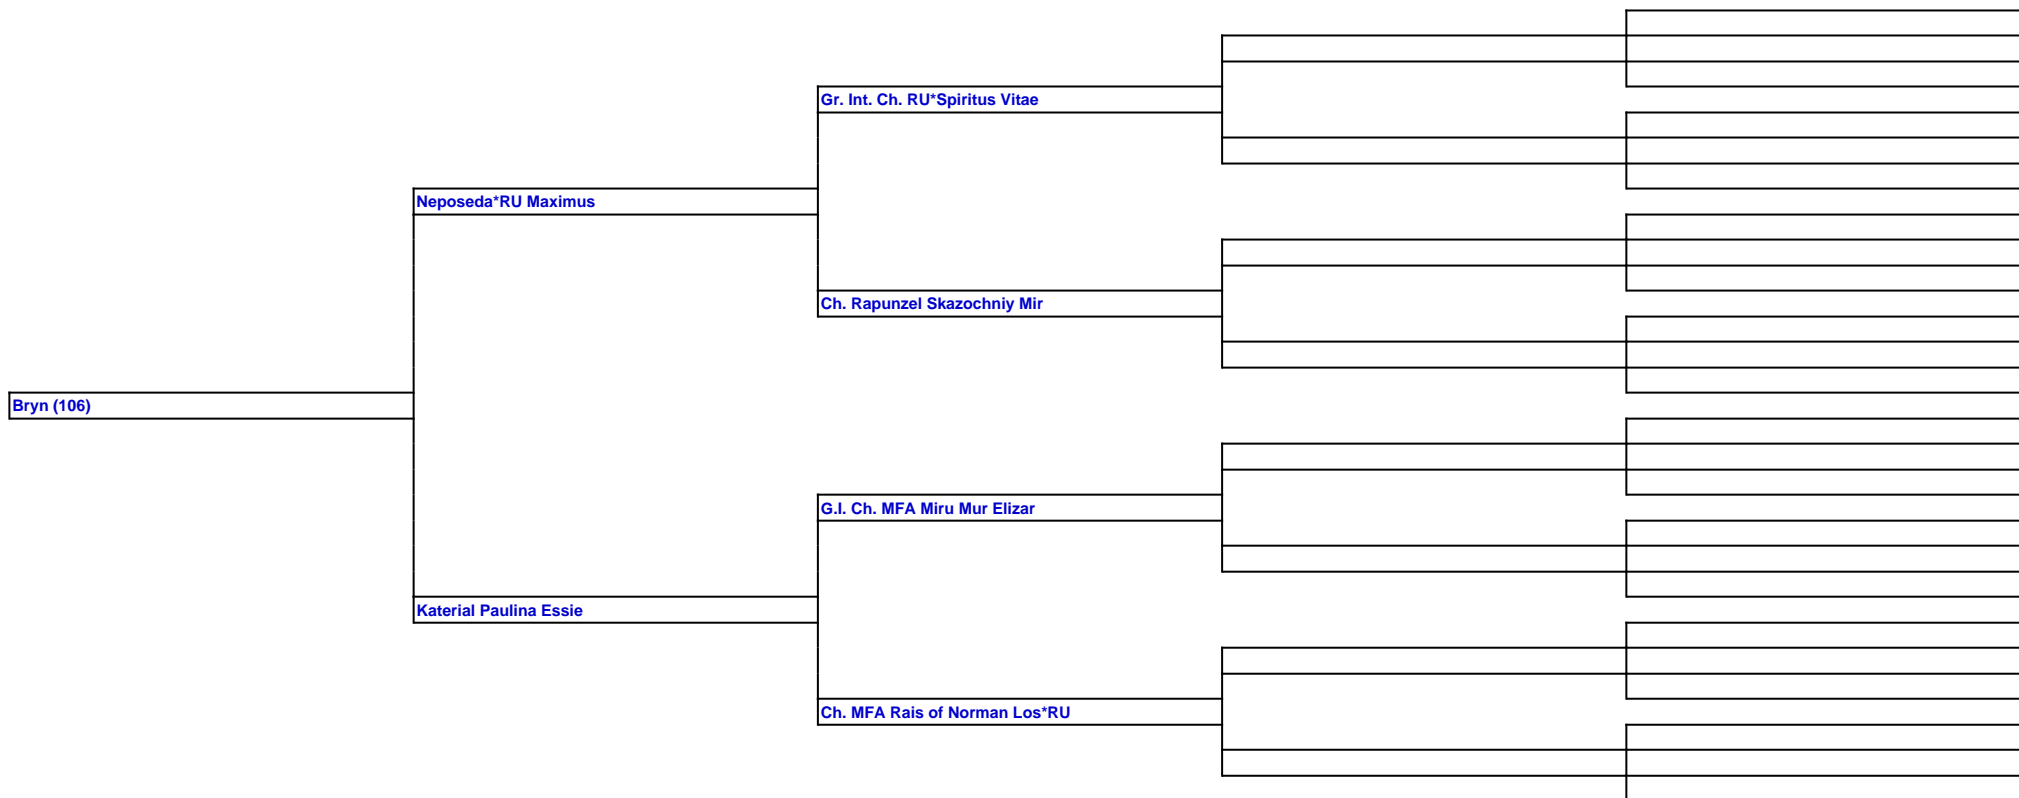 Gr. Int. Ch. RU*Spiritus Vitae
Neposeda*RU Maximus
Ch. Rapunzel Skazochniy Mir
Bryn (106)
G.I. Ch. MFA Miru Mur Elizar
Katerial Paulina Essie
Ch. MFA Rais of Norman Los*RU